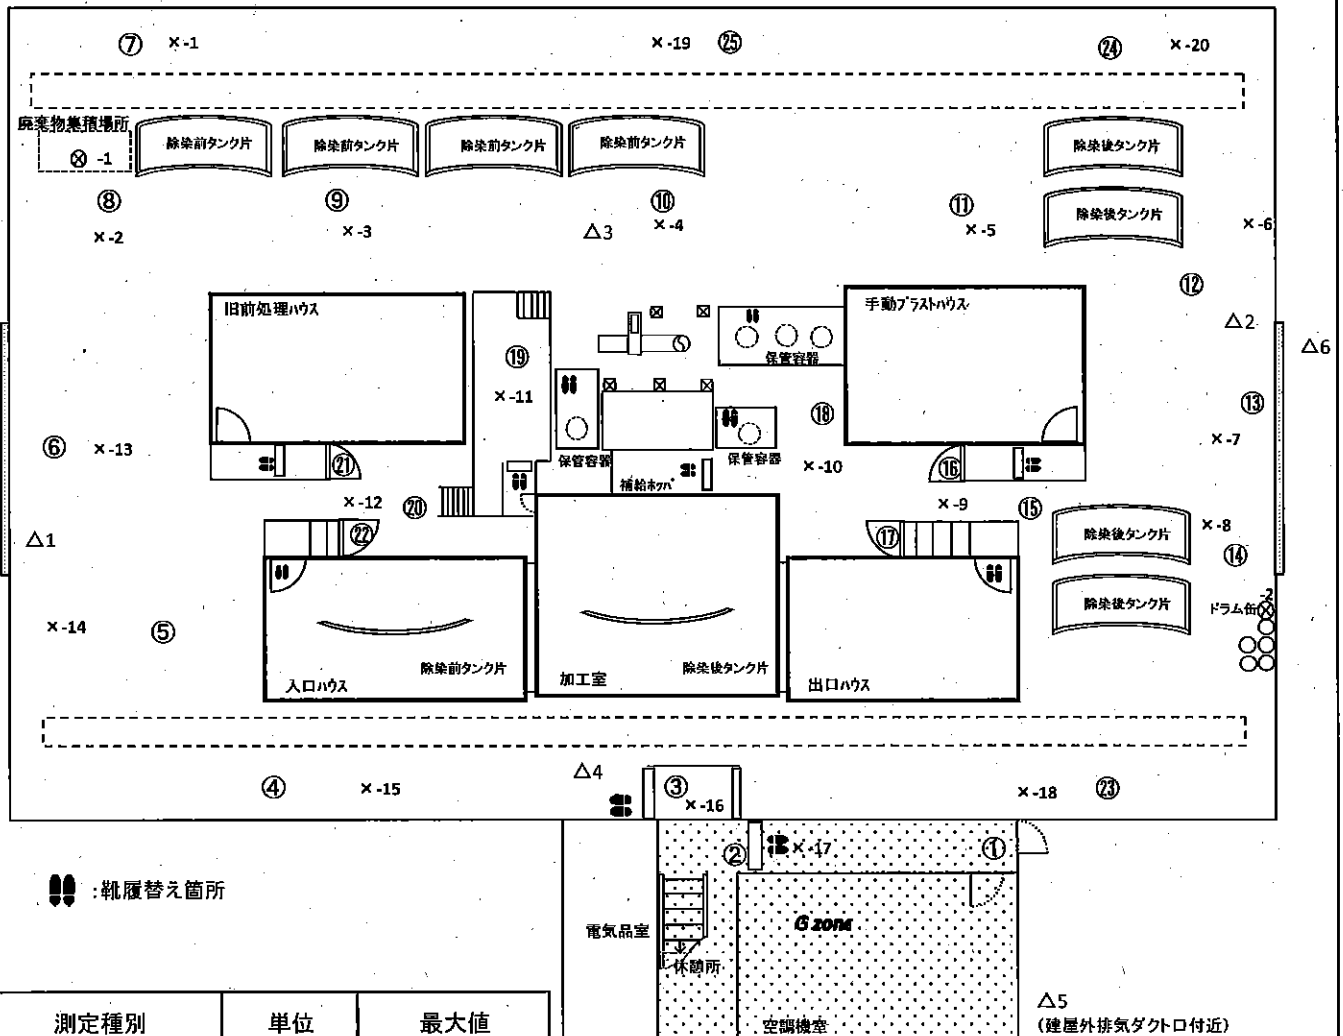 ⑦ ×-1 ×-19 ㉕ ㉔ ×-20
廃棄物集積場所
⊗ -1
除染前タンク片 除染前タンク片 除染前タンク片 除染前タンク片 除染後タンク片
⑧ ⑨ ⑩ ⑪ 除染後タンク片
×-2 ×-3 △3 ×-4 ×-5 ×-6
⑫
旧前処理ハウス 手動ブラストハウス
△2
△6
⑲ 保管容器
×-11 ⑱ ⑬
⑥ ×-13 ×-7
㉑ 保管容器 保管容器 ×-10 ⑯
補給ホッパ
×-12 ⑳ ×-9 ⑮
△1 ㉒ ⑰ 除染後タンク片 ×-8
⑭
除染後タンク片 -2
ドラム缶
×-14 ⑤
除染前タンク片 除染後タンク片
入口ハウス 加工室 出口ハウス
④ ×-15 △4 ③ ×-16 ×-18 ㉓
② ×-17 ①
:靴履替え箇所
G zone
電気品室
休憩所
△5
測定種別 単位 最大値 空調機室 (建屋外排気ダクト口付近)